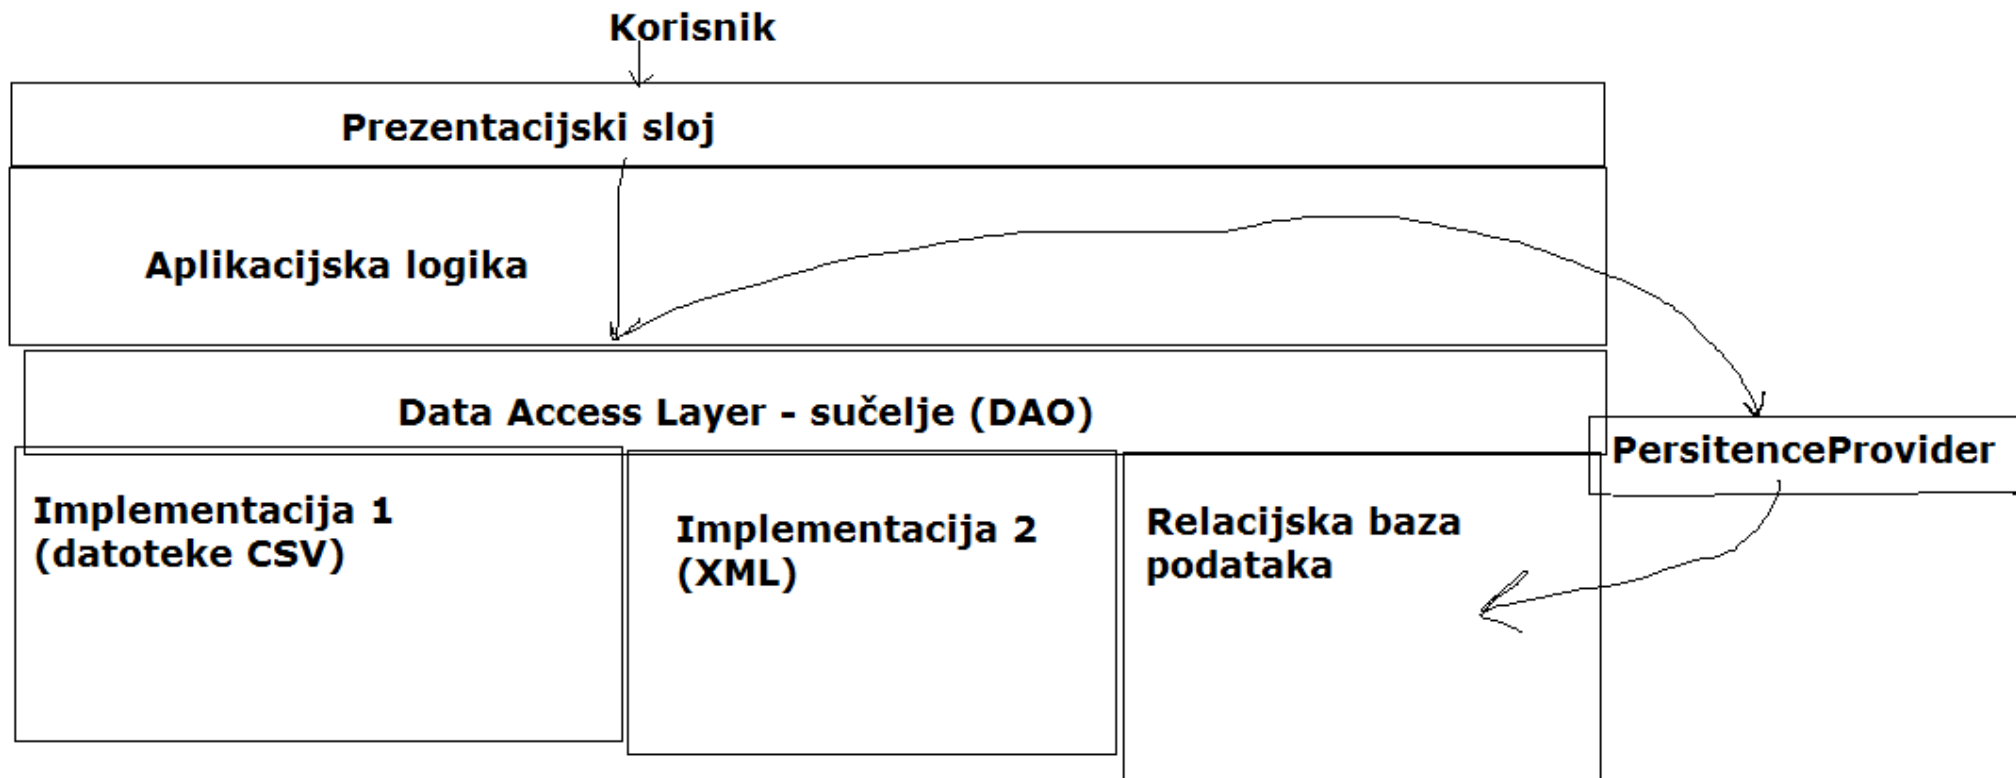 Korisnik
Prezentacijski sloj
Aplikacijska logika
Data Access Layer - sučelje (DAO)
PersitenceProvider
Implementacija 1
(datoteke CSV)
Implementacija 2
(XML)
Relacijska baza
podataka